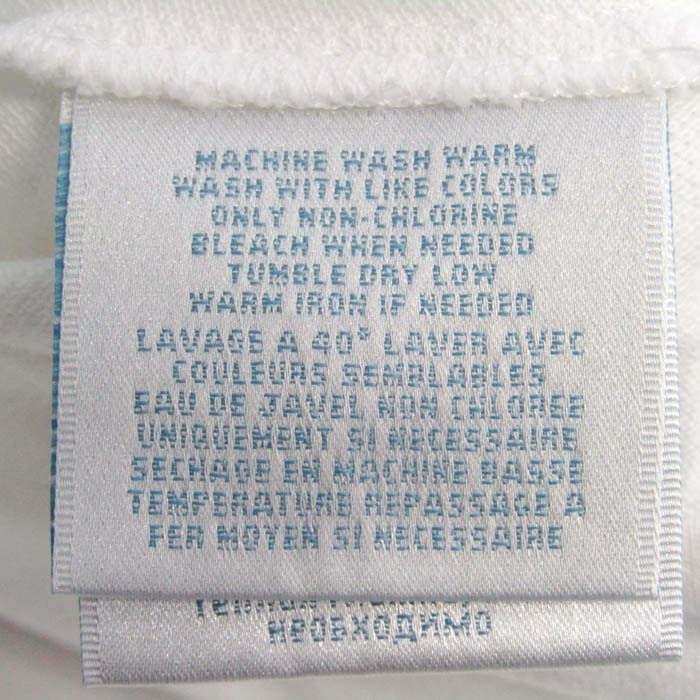 MACHINE WASH WARM
WASH WITH LIKE COLORS
ONLY NON-CHLORINE
BLEACH WHEN NEEDED
TUMBLE DRY LOW
WARM IRON IF NEEDED
LAVAGE A 40° LAVER AVEC
COULEURS SEMBLABLES
EAU DE JAVEL NON CHLOREE
UNIQUEMENT SI NECESSAIRE
SECHAGE EN MACHINE BASSE
TEMPERATURE REPASSAGE A
FER MOYEN SI NECESSAIRE